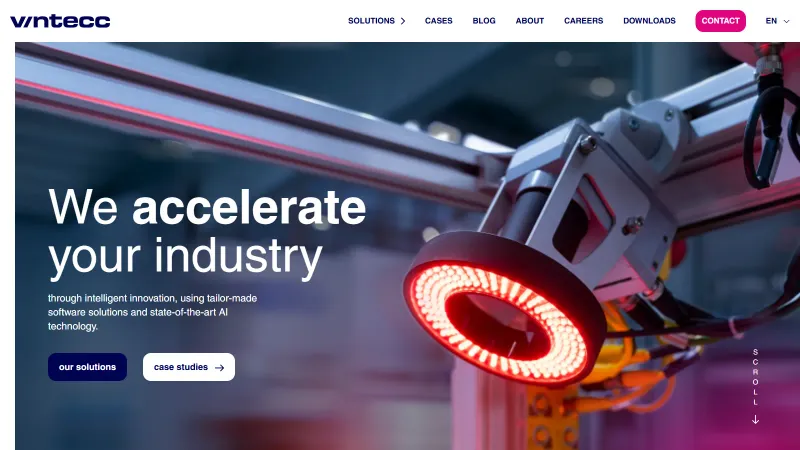 vintecc
SOLUTIONS
CASES
BLOG
ABOUT
CAREERS
DOWNLOADS
CONTACT
EN
We accelerate
your industry
through intelligent innovation, using tailor-made
software solutions and state-of-the-art AI
technology.
our solutions
case studies
SCROLL